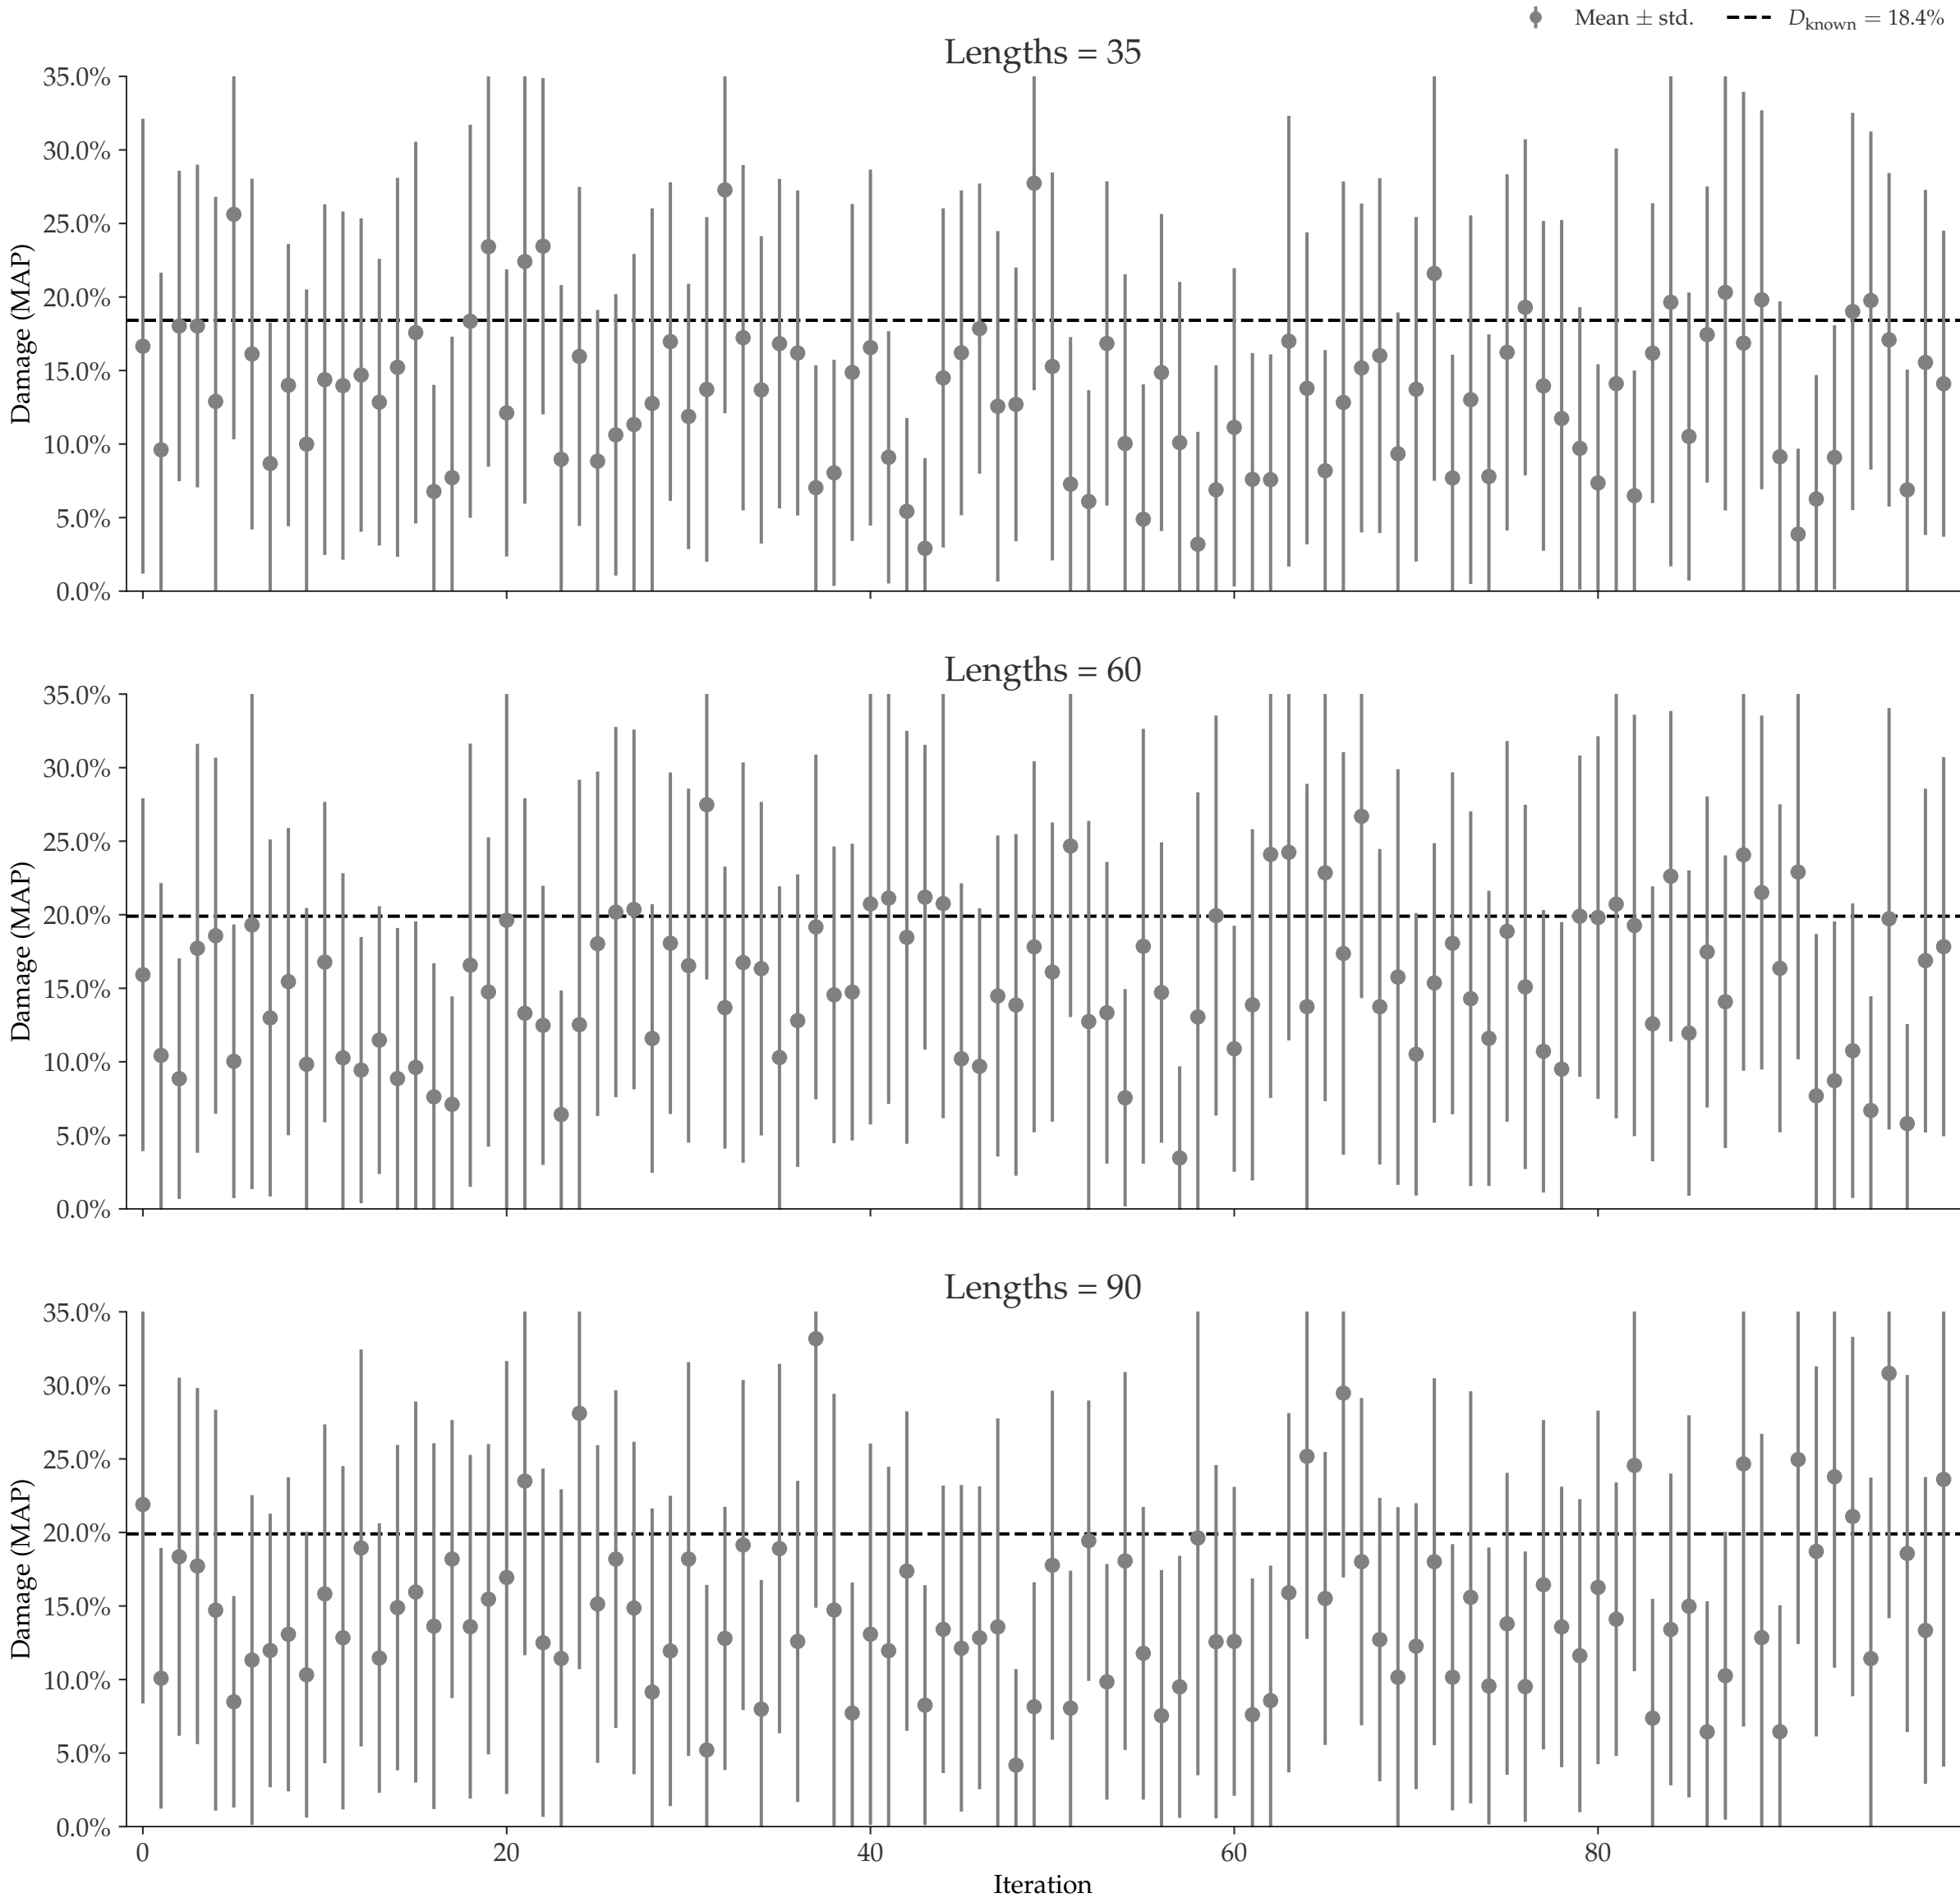 Mean ± std.
D_known = 18.4%
Lengths = 35
35.0%
30.0%
25.0%
20.0%
15.0%
10.0%
5.0%
0.0%
Damage (MAP)
Lengths = 60
35.0%
30.0%
25.0%
20.0%
15.0%
10.0%
5.0%
0.0%
Damage (MAP)
Lengths = 90
35.0%
30.0%
25.0%
20.0%
15.0%
10.0%
5.0%
0.0%
Damage (MAP)
0 20 40 60 80
Iteration